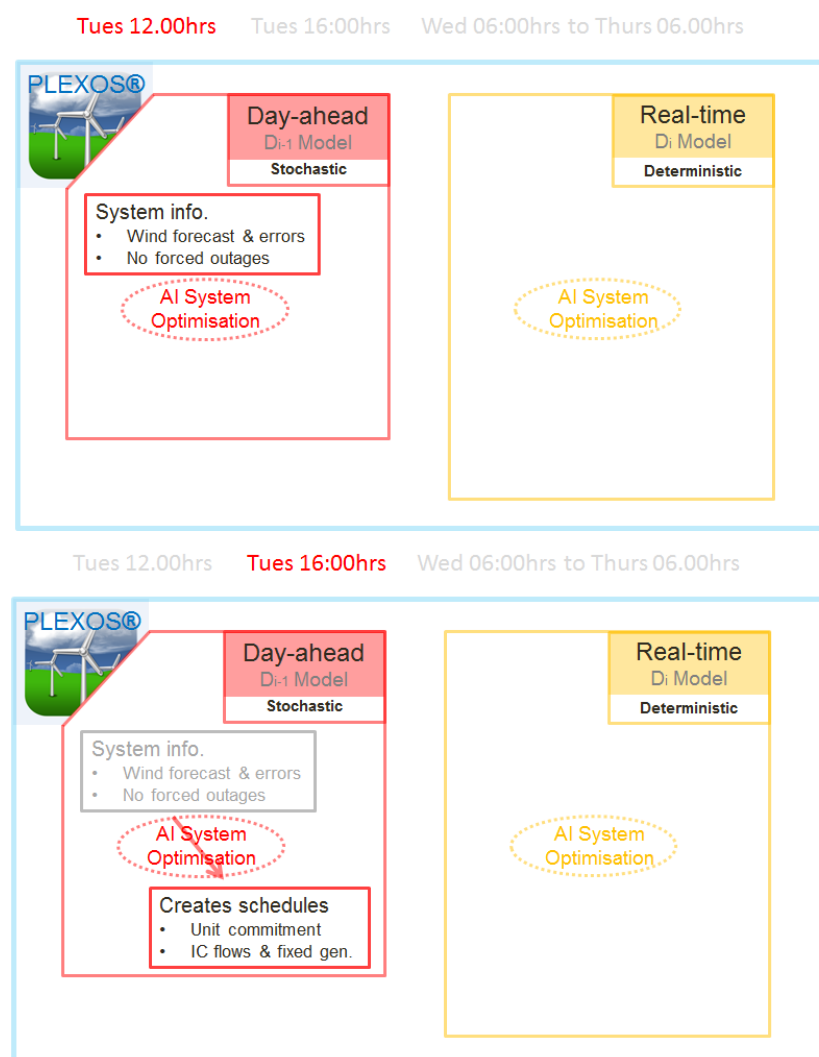 Tues 12.00hrs Tues 16:00hrs Wed 06:00hrs to Thurs 06.00hrs
PLEXOS®
Day-ahead
Di-1 Model
Stochastic
System info.
• Wind forecast & errors
• No forced outages
AI System
Optimisation
Real-time
Di Model
Deterministic
AI System
Optimisation
Tues 12.00hrs Tues 16:00hrs Wed 06:00hrs to Thurs 06.00hrs
PLEXOS®
Day-ahead
Di-1 Model
Stochastic
System info.
• Wind forecast & errors
• No forced outages
AI System
Optimisation
Creates schedules
• Unit commitment
• IC flows & fixed gen.
Real-time
Di Model
Deterministic
AI System
Optimisation